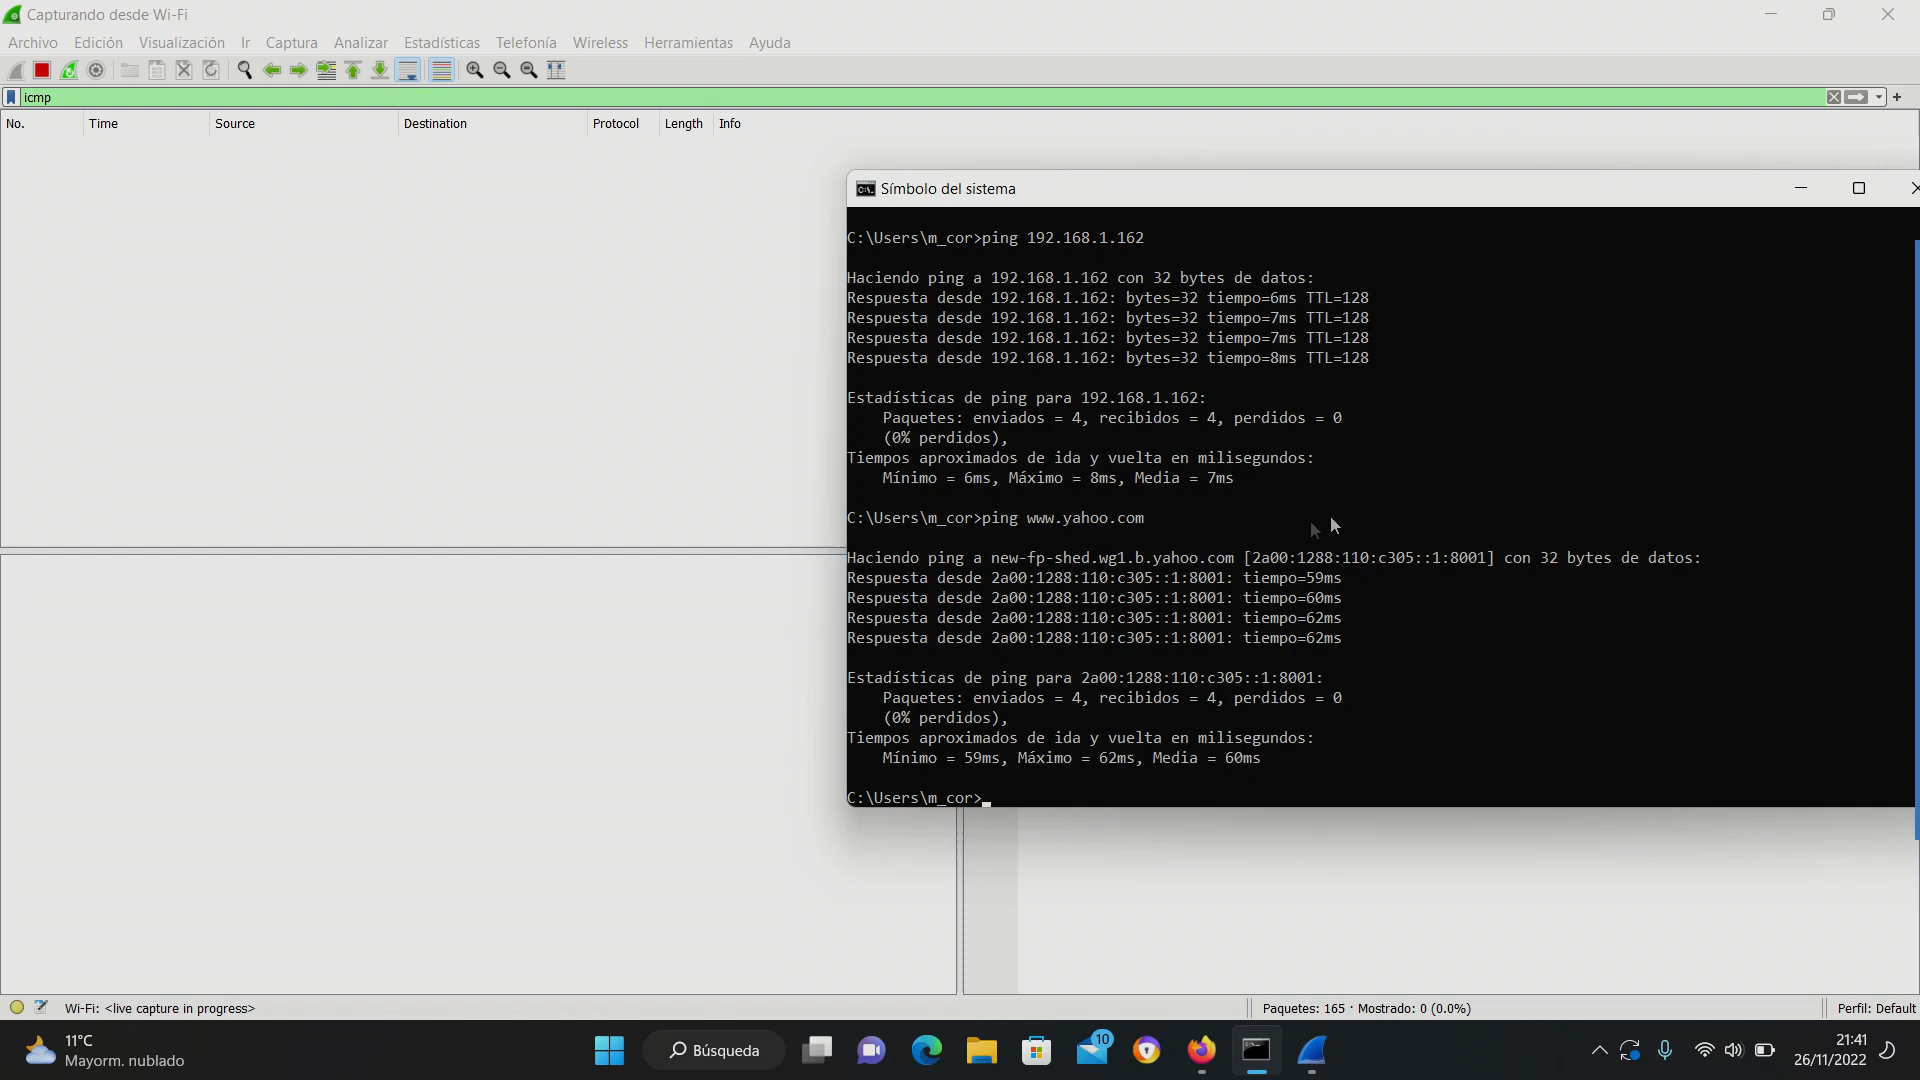 Capturando desde Wi-Fi
Archivo Edición Visualización Ir Captura Analizar Estadísticas Telefonía Wireless Herramientas Ayuda
icmp
No. Time Source Destination Protocol Length Info
Símbolo del sistema
C:\Users\m_cor>ping 192.168.1.162
Haciendo ping a 192.168.1.162 con 32 bytes de datos:
Respuesta desde 192.168.1.162: bytes=32 tiempo=6ms TTL=128
Respuesta desde 192.168.1.162: bytes=32 tiempo=7ms TTL=128
Respuesta desde 192.168.1.162: bytes=32 tiempo=7ms TTL=128
Respuesta desde 192.168.1.162: bytes=32 tiempo=8ms TTL=128
Estadísticas de ping para 192.168.1.162:
Paquetes: enviados = 4, recibidos = 4, perdidos = 0
(0% perdidos),
Tiempos aproximados de ida y vuelta en milisegundos:
Mínimo = 6ms, Máximo = 8ms, Media = 7ms
C:\Users\m_cor>ping www.yahoo.com
Haciendo ping a new-fp-shed.wg1.b.yahoo.com [2a00:1288:110:c305::1:8001] con 32 bytes de datos:
Respuesta desde 2a00:1288:110:c305::1:8001: tiempo=59ms
Respuesta desde 2a00:1288:110:c305::1:8001: tiempo=60ms
Respuesta desde 2a00:1288:110:c305::1:8001: tiempo=62ms
Respuesta desde 2a00:1288:110:c305::1:8001: tiempo=62ms
Estadísticas de ping para 2a00:1288:110:c305::1:8001:
Paquetes: enviados = 4, recibidos = 4, perdidos = 0
(0% perdidos),
Tiempos aproximados de ida y vuelta en milisegundos:
Mínimo = 59ms, Máximo = 62ms, Media = 60ms
C:\Users\m_cor>
Wi-Fi: <live capture in progress>
Paquetes: 165 · Mostrado: 0 (0.0%)
Perfil: Default
11°C
Mayorm. nublado
Búsqueda
10
21:41
26/11/2022